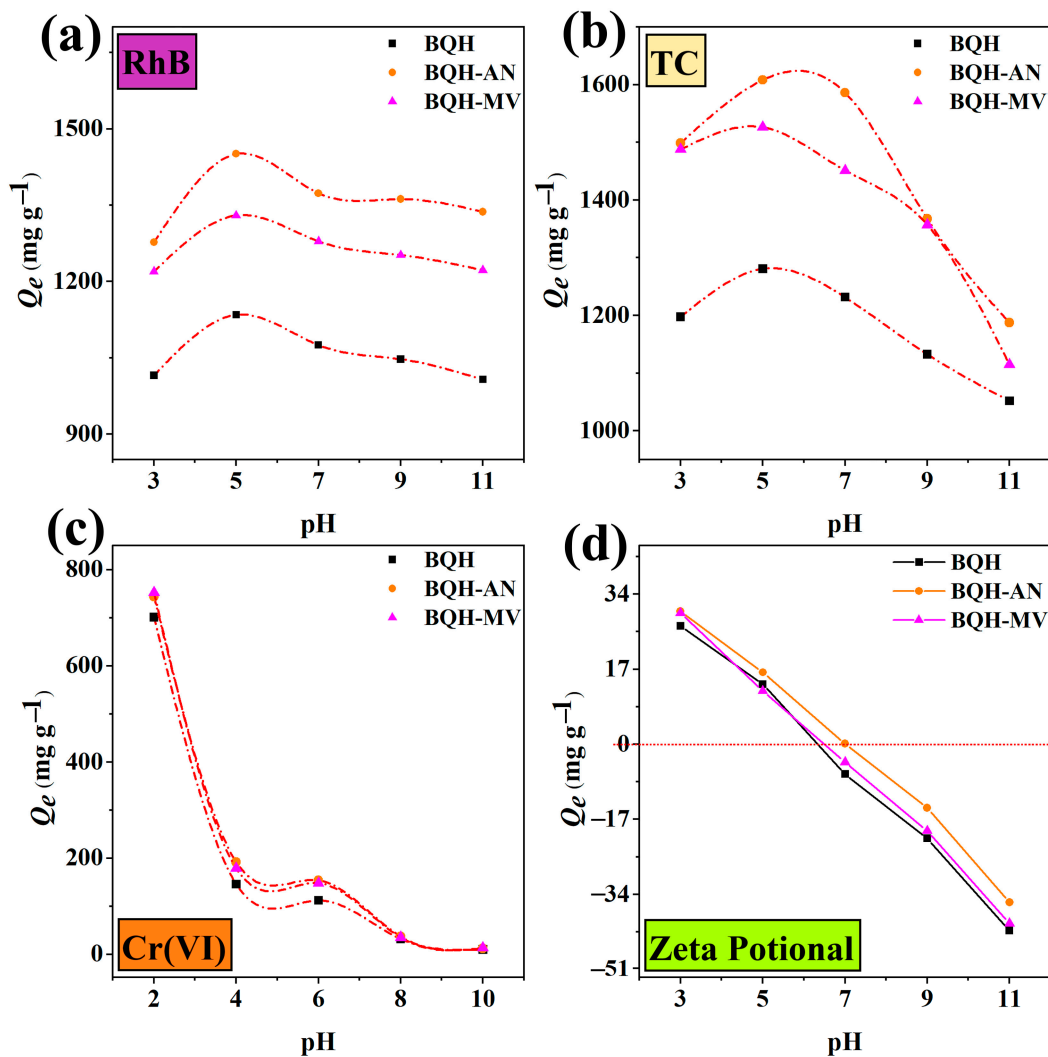 (a)
RhB
BQH
BQH-AN
BQH-MV
1500
1200
900
Qe (mg g−1)
3 5 7 9 11
pH
(b)
TC
BQH
BQH-AN
BQH-MV
1600
1400
1200
1000
Qe (mg g−1)
3 5 7 9 11
pH
(c)
BQH
BQH-AN
BQH-MV
800
600
400
200
0
Qe (mg g−1)
Cr(VI)
2 4 6 8 10
pH
(d)
BQH
BQH-AN
BQH-MV
34
17
0
−17
−34
−51
Qe (mg g−1)
Zeta Potional
3 5 7 9 11
pH